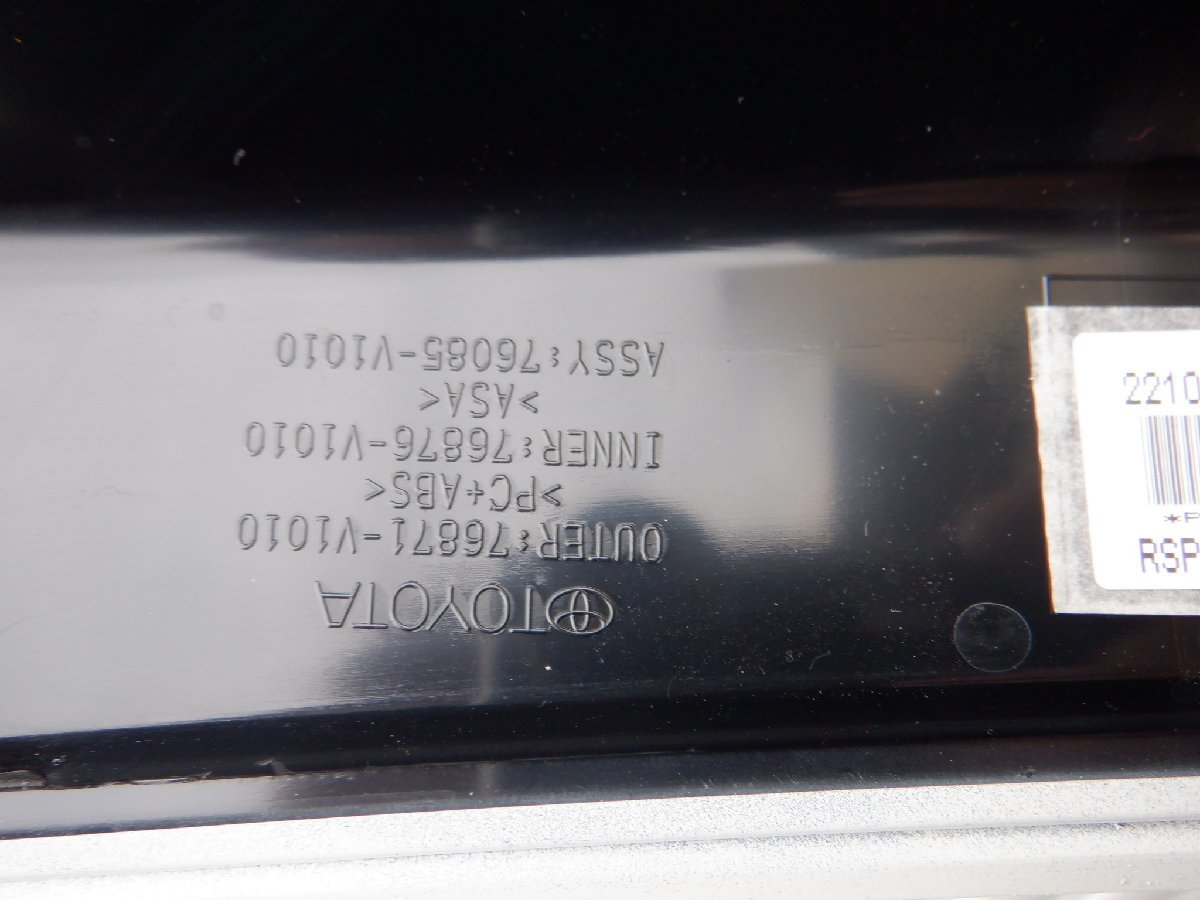 TOYOTA
OUTER:76871-V1010
>PC+ABS<
INNER:76876-V1010
>ASA<
ASSY:76085-V1010
2210
RSP